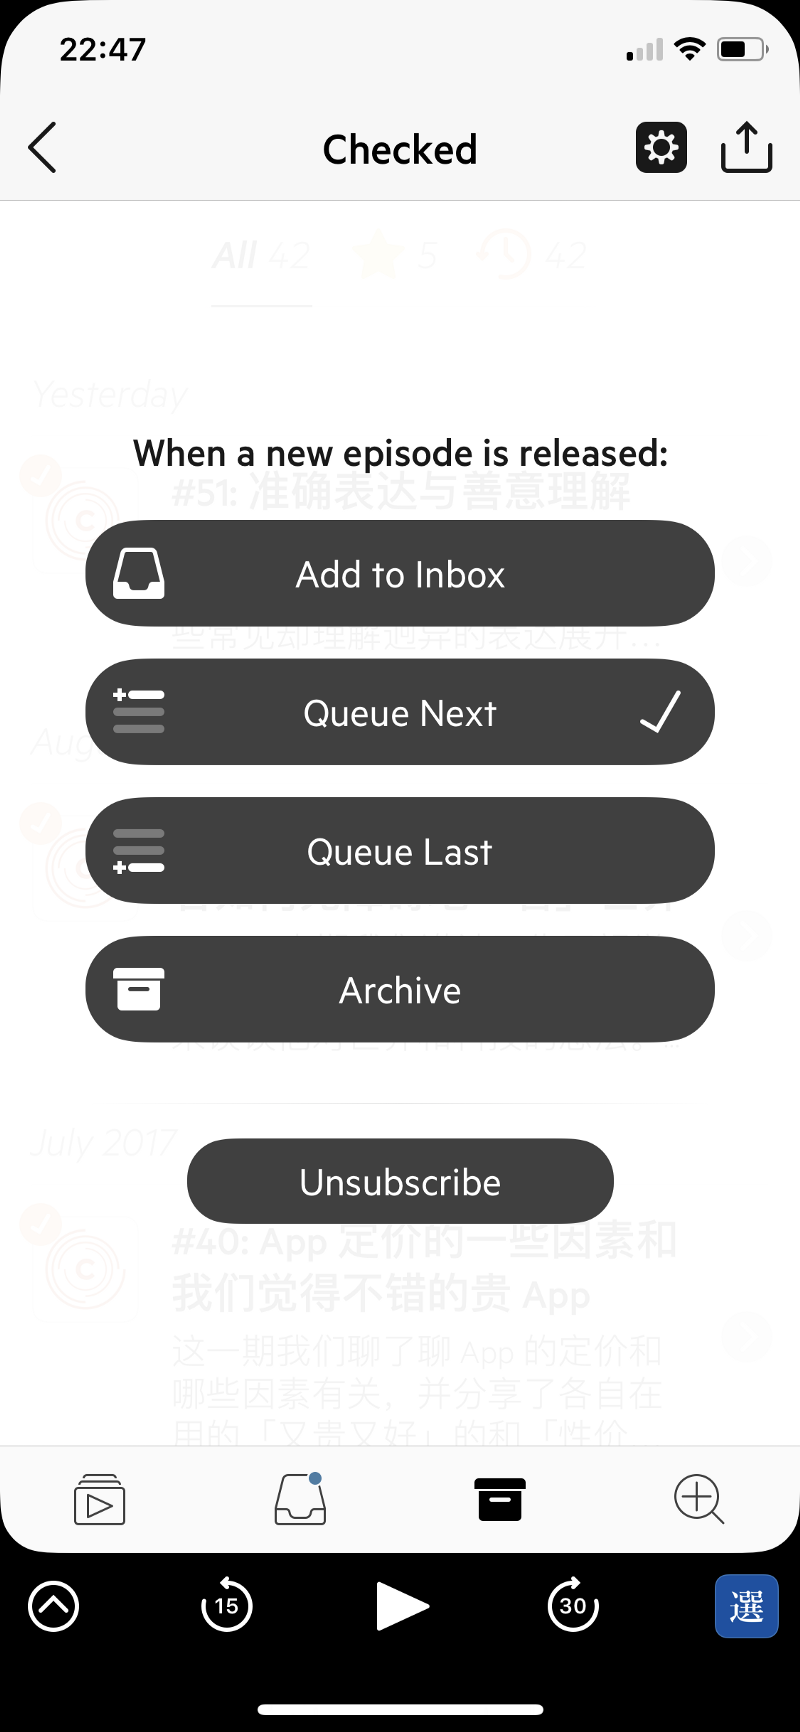 22:47
Checked
All 42 5 42
Yesterday
When a new episode is released:
#51: 准确表达与善意理解
Add to Inbox
些常见却理解迥异的表达展开...
Queue Next
Aug
Queue Last
Archive
July 2017
Unsubscribe
#40: App 定价的一些因素和
我们觉得不错的贵 App
这一期我们聊了聊 App 的定价和
哪些因素有关，并分享了各自在
用的「又贵又好」的和「性价
15
30
選